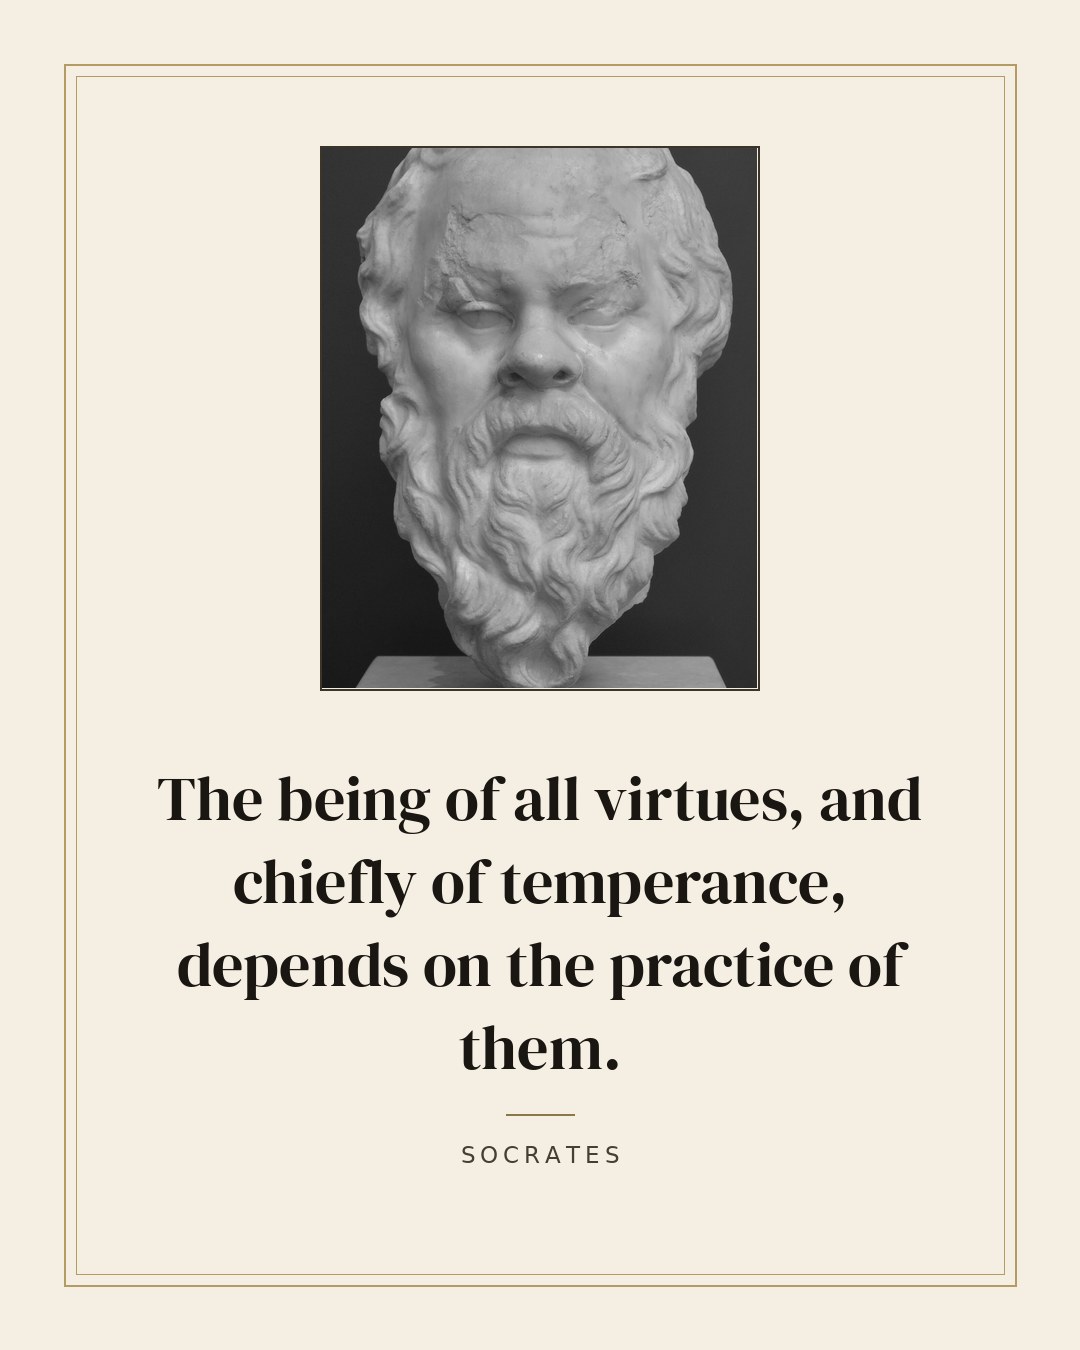 The being of all virtues, and
chiefly of temperance,
depends on the practice of
them.
SOCRATES